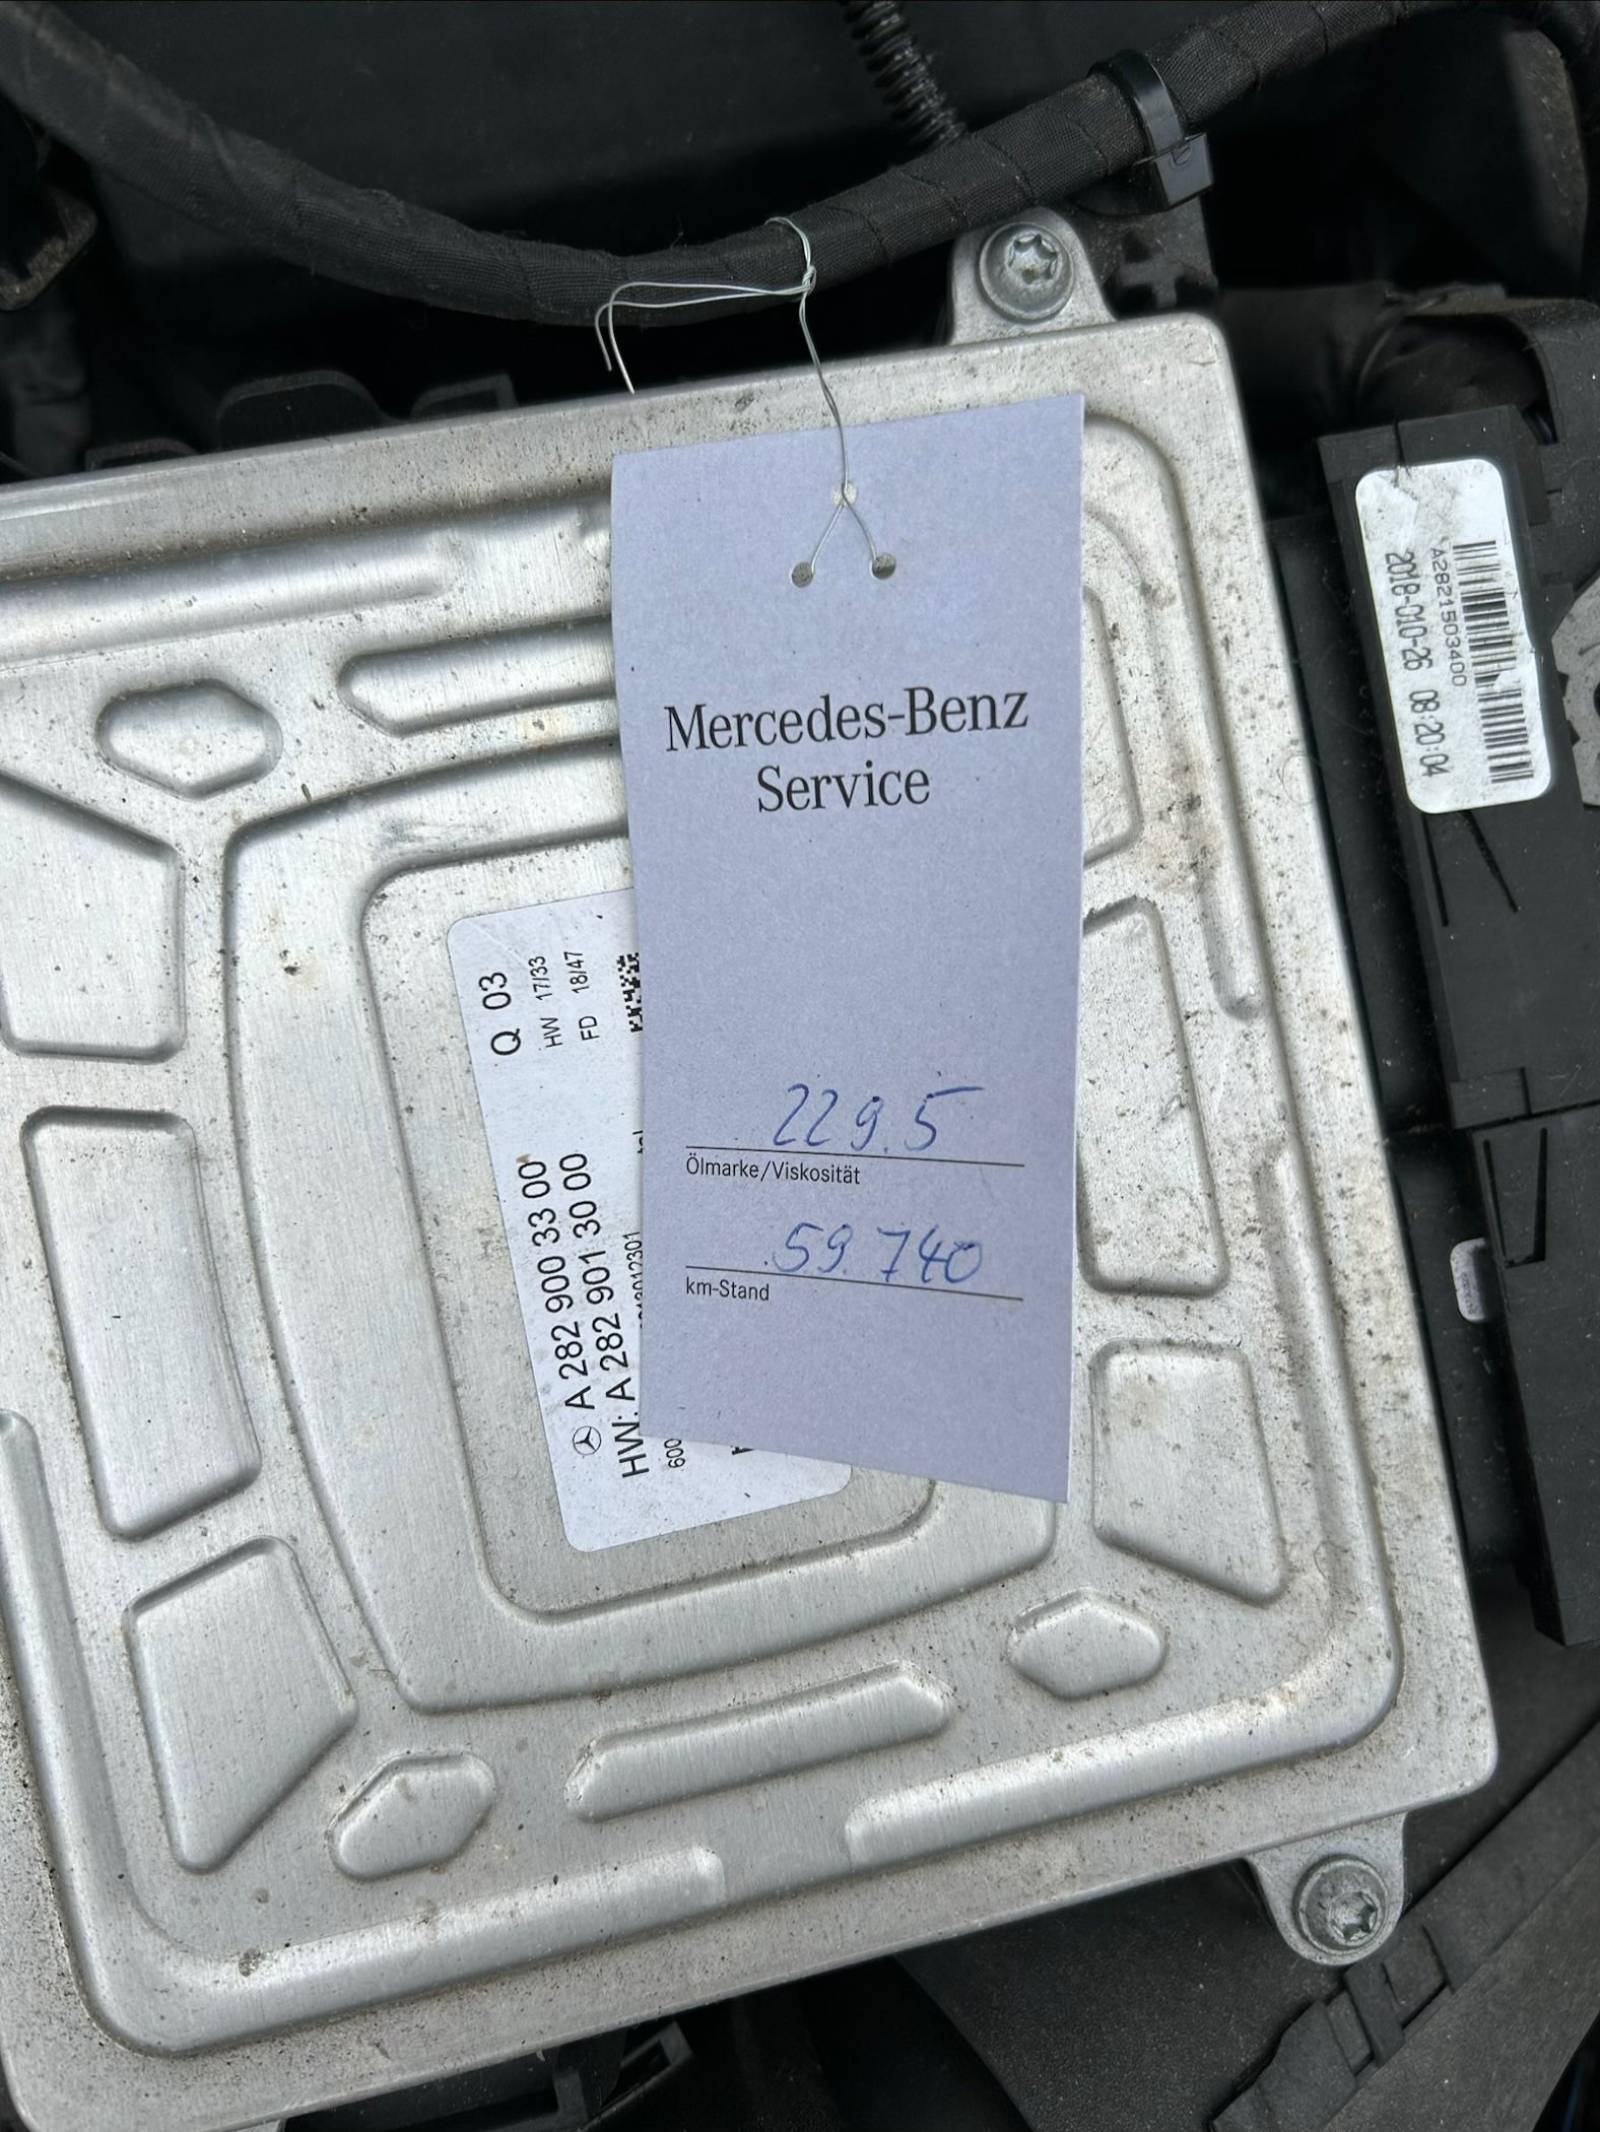 Mercedes-Benz
Service
229.5
Ölmarke/Viskosität
59.740
km-Stand
Q 03
HW 17/33
FD 18/47
A 282 900 33 00
HW: A 282 901 30 00
600
A2821503400
2018-010-26 08:20:04